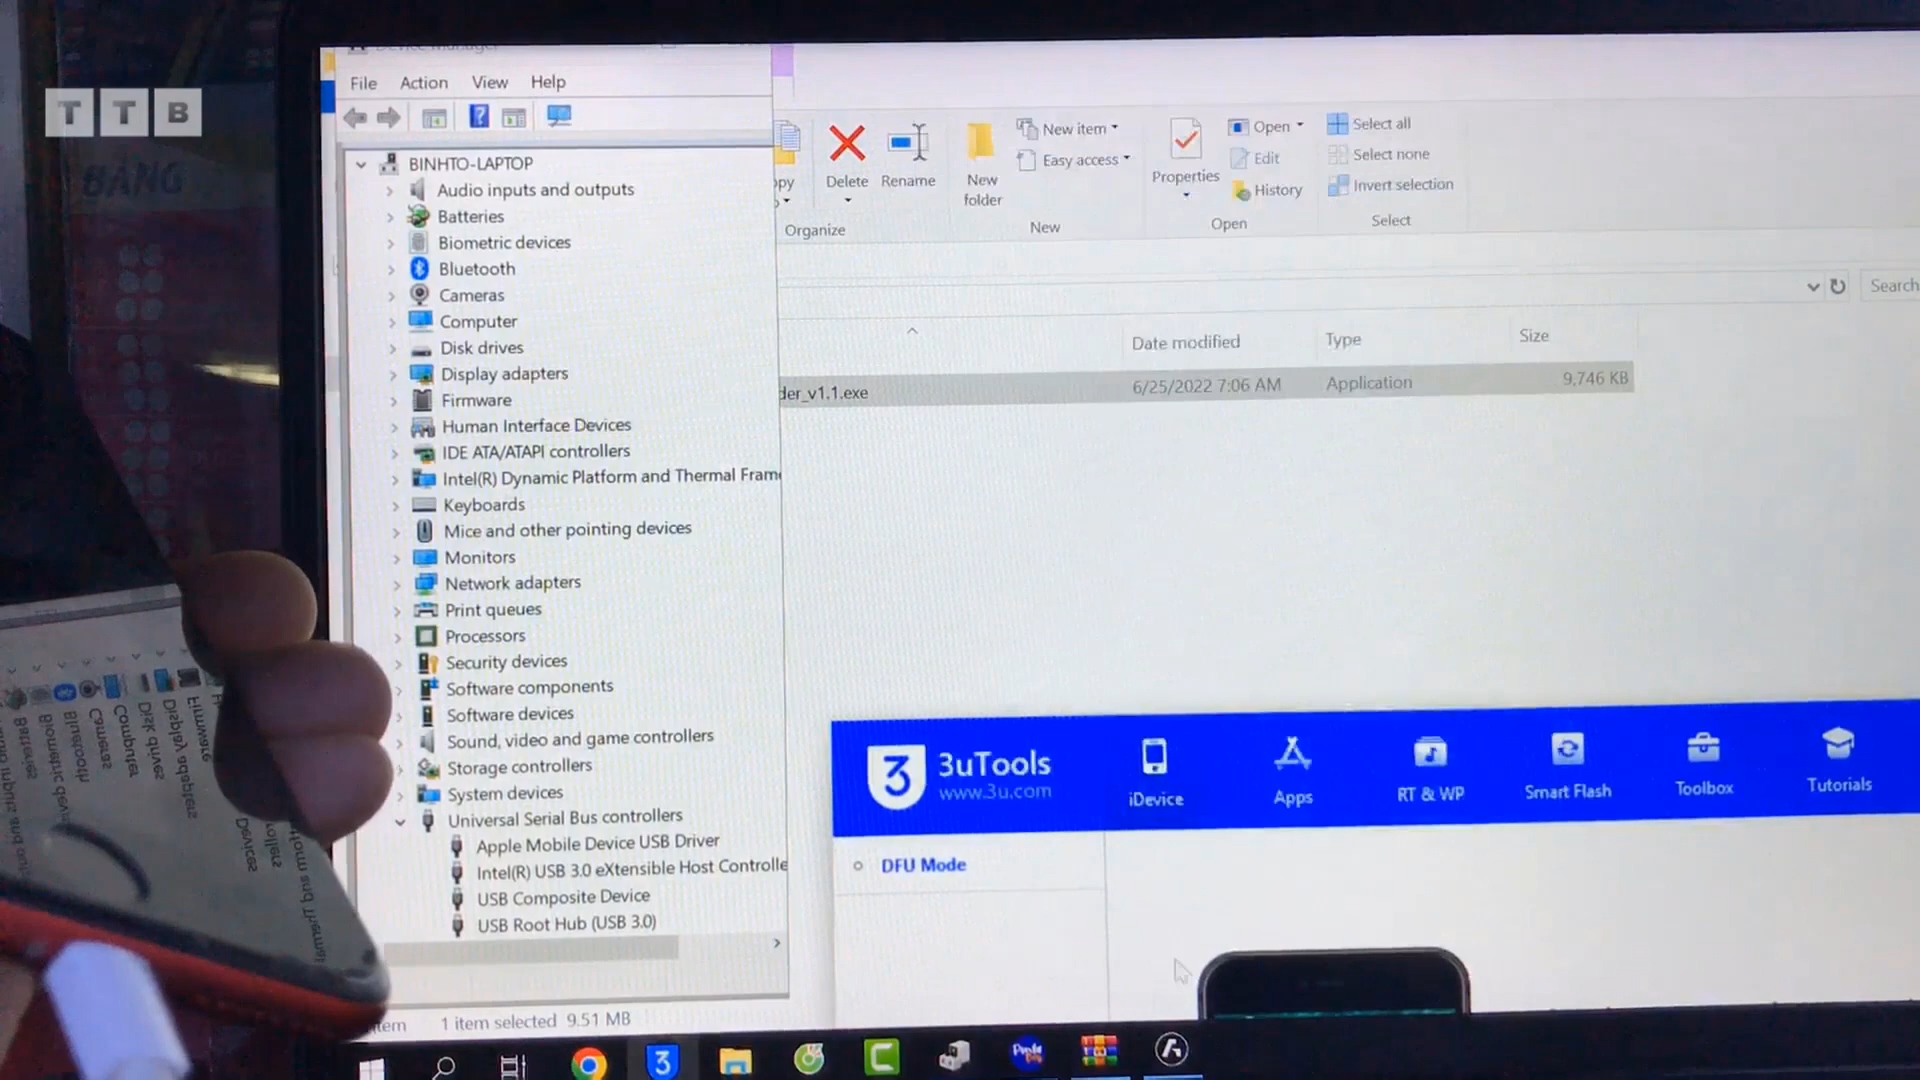 TTB
BĂNG
Device Manager
File Action View Help
BINHTO-LAPTOP
Audio inputs and outputs
Batteries
Biometric devices
Bluetooth
Cameras
Computer
Disk drives
Display adapters
Firmware
Human Interface Devices
IDE ATA/ATAPI controllers
Intel(R) Dynamic Platform and Thermal Fram
Keyboards
Mice and other pointing devices
Monitors
Network adapters
Print queues
Processors
Security devices
Software components
Software devices
Sound, video and game controllers
Storage controllers
System devices
Universal Serial Bus controllers
Apple Mobile Device USB Driver
Intel(R) USB 3.0 eXtensible Host Controlle
USB Composite Device
USB Root Hub (USB 3.0)
item 1 item selected 9.51 MB
opy
Delete
Rename
Organize
New folder
New item
Easy access
New
Properties
Open
Edit
History
Open
Select all
Select none
Invert selection
Select
Search
Date modified Type Size
der_v1.1.exe 6/25/2022 7:06 AM Application 9,746 KB
3 3uTools
www.3u.com
iDevice
Apps
RT & WP
Smart Flash
Toolbox
Tutorials
DFU Mode
3
C